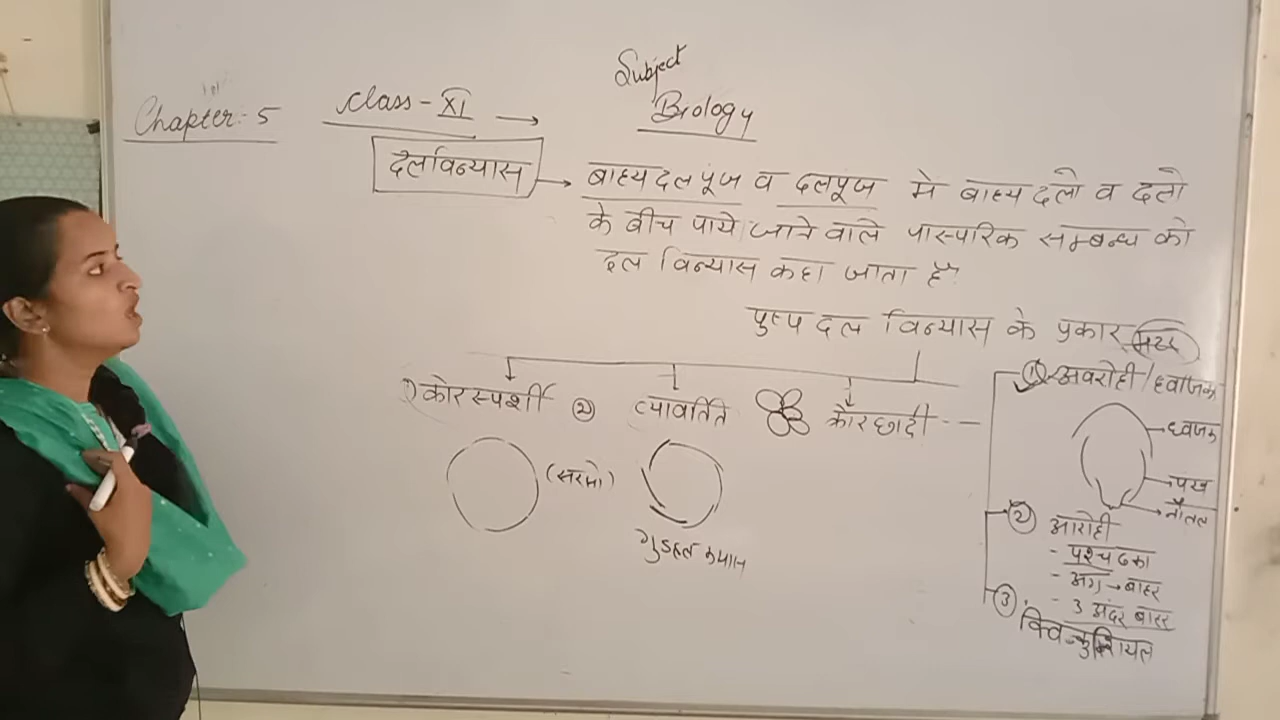 Chapter:- 5
Class - XI →
Subject
Biology
दलविन्यास → बाह्यदलपूंज व दलपूंज मे बाह्यदलो व दलो
के बीच पाये जाने वाले पारस्परिक सम्बन्ध को
दल विन्यास कहा जाता है
पुष्प दल विन्यास के प्रकार
1) कोरस्पर्शी ② व्यावर्तित कोरछादी
(सरसो)
गुडहल कपास
① अवरोही / ध्वजक
ध्वजक
पंख
नौतल
② आरोही
- पश्च ढका
- अग्र → बाहर
- 3 अंदर बाहर
③ क्विनकुन्शियल